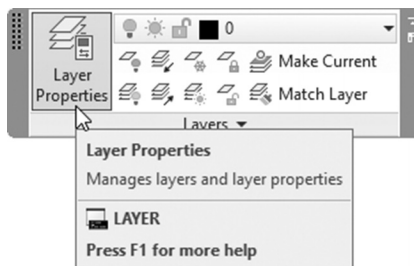 0
Layer
Properties
Make Current
Match Layer
Layers
Layer Properties
Manages layers and layer properties
LAYER
Press F1 for more help